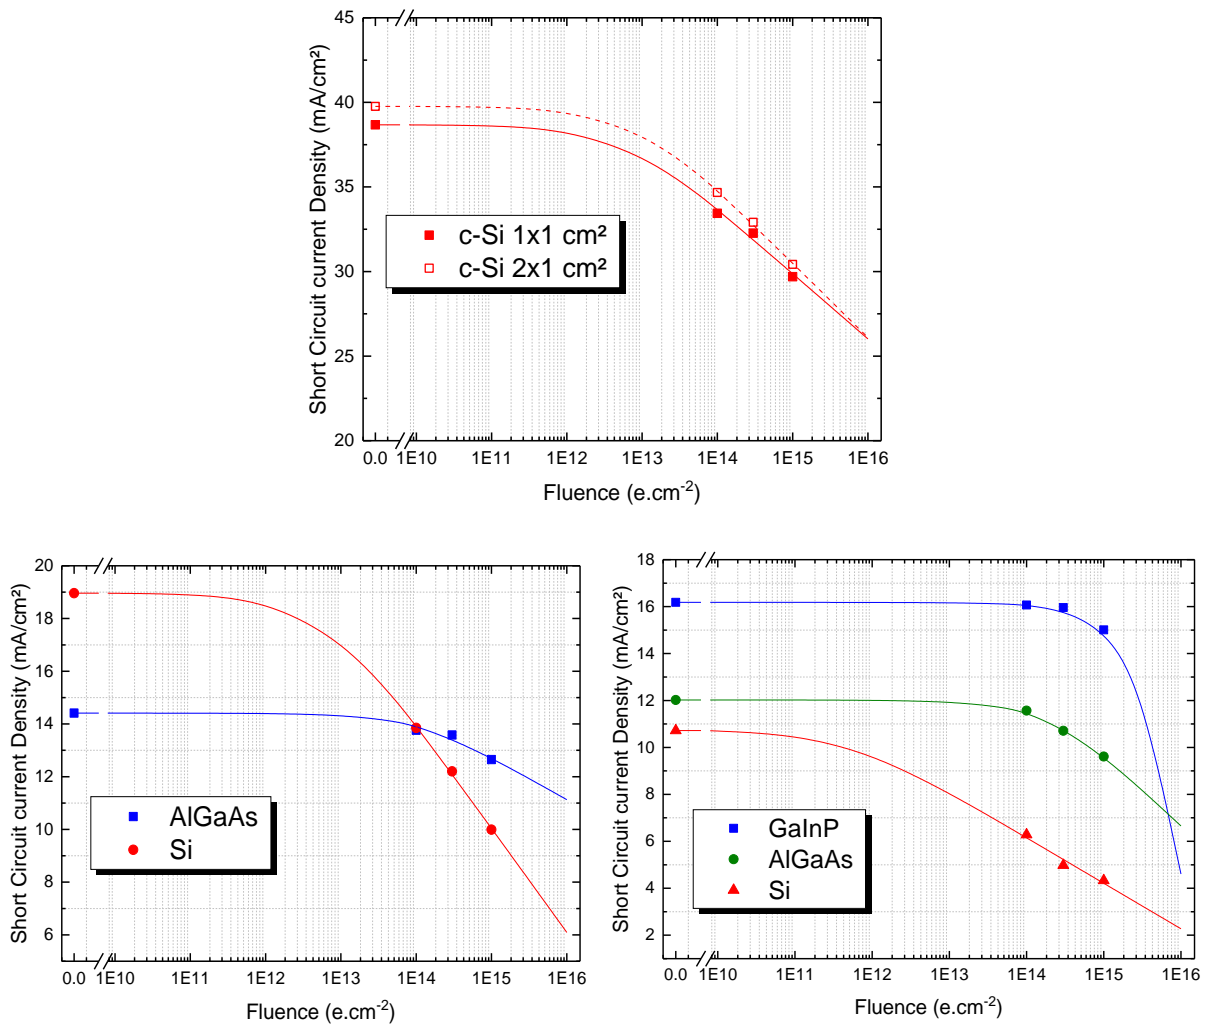 45
40
35
30
25
20
Short Circuit current Density (mA/cm²)
c-Si 1x1 cm²
c-Si 2x1 cm²
0.0 1E10 1E11 1E12 1E13 1E14 1E15 1E16
Fluence (e.cm-2)
20
18
16
14
12
10
8
6
Short Circuit current Density (mA/cm²)
AlGaAs
Si
0.0 1E10 1E11 1E12 1E13 1E14 1E15 1E16
Fluence (e.cm-2)
18
16
14
12
10
8
6
4
2
Short Circuit current Density (mA/cm²)
GaInP
AlGaAs
Si
0.0 1E10 1E11 1E12 1E13 1E14 1E15 1E16
Fluence (e.cm-2)